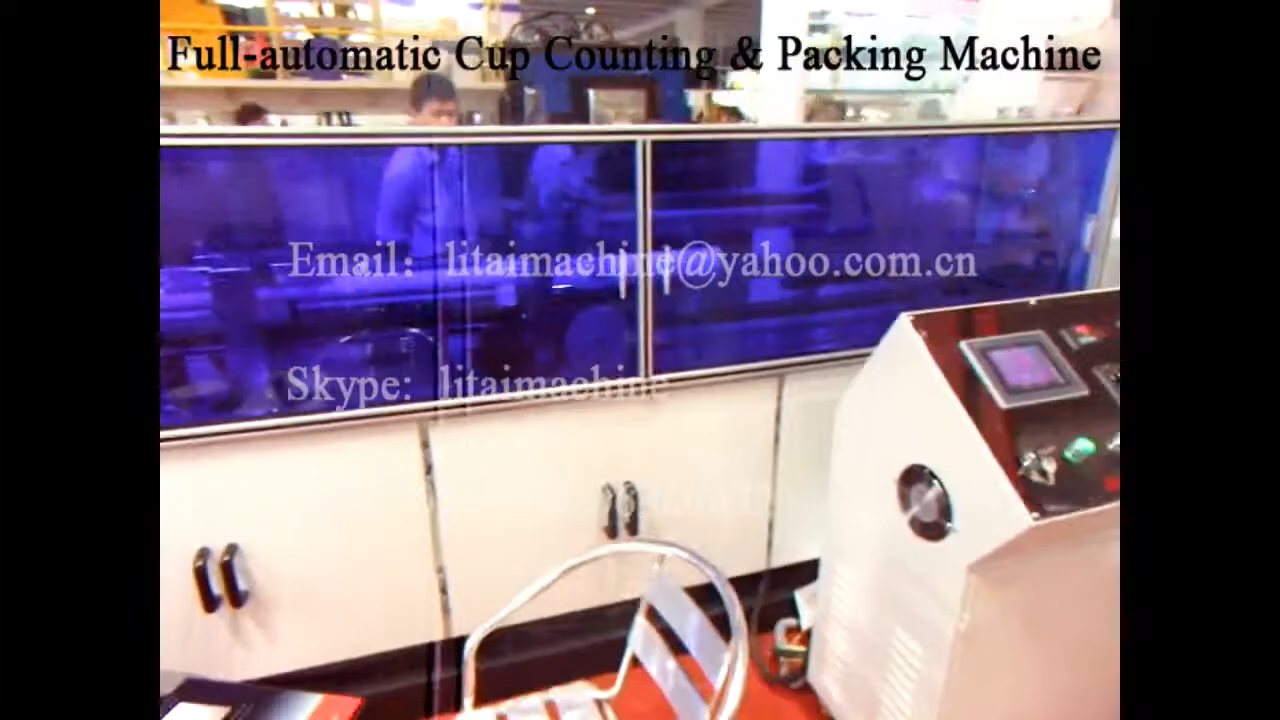 Full-automatic Cup Counting & Packing Machine
Email: litaimachine@yahoo.com.cn
Skype: litaimachine